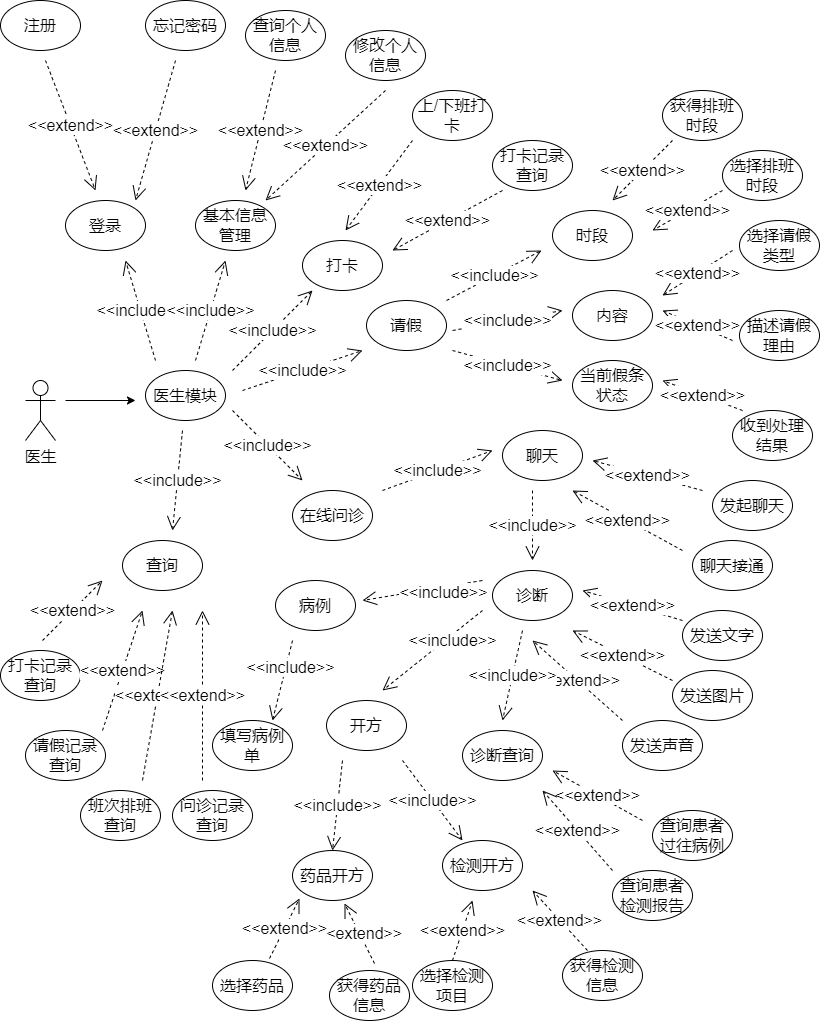 注册
忘记密码
查询个人
信息
修改个人
信息
上/下班打
卡
获得排班
时段
<<extend>>
<<extend>>
<<extend>>
<<extend>>
打卡记录
查询
选择排班
时段
<<extend>>
<<extend>>
<<extend>>
<<extend>>
登录
基本信息
管理
时段
选择请假
类型
打卡
<<include>>
<<extend>>
<<include
<<include>>
<<include>>
请假
<<include>>
内容
<<extend>>
描述请假
理由
<<include>>
<<include>>
当前假条
状态
医生模块
<<extend>>
收到处理
结果
医生
<<include>>
聊天
<<include>>
<<include>>
<<extend>>
发起聊天
在线问诊
<<include>>
<<extend>>
查询
聊天接通
病例
<<include>>
诊断
<<extend>>
<<extend>>
<<include>>
发送文字
打卡记录
查询
<<extend>>
<<include>>
<<include>>
<<extend>>
extend>>
发送图片
<<exte
<<extend>>
请假记录
查询
填写病例
单
开方
诊断查询
发送声音
班次排班
查询
问诊记录
查询
<<include>>
<<include>>
<<extend>>
查询患者
过往病例
<<extend>>
药品开方
检测开方
查询患者
检测报告
<<extend>>
<<extend>>
<<extend>>
<<extend>>
选择药品
获得药品
信息
选择检测
项目
获得检测
信息